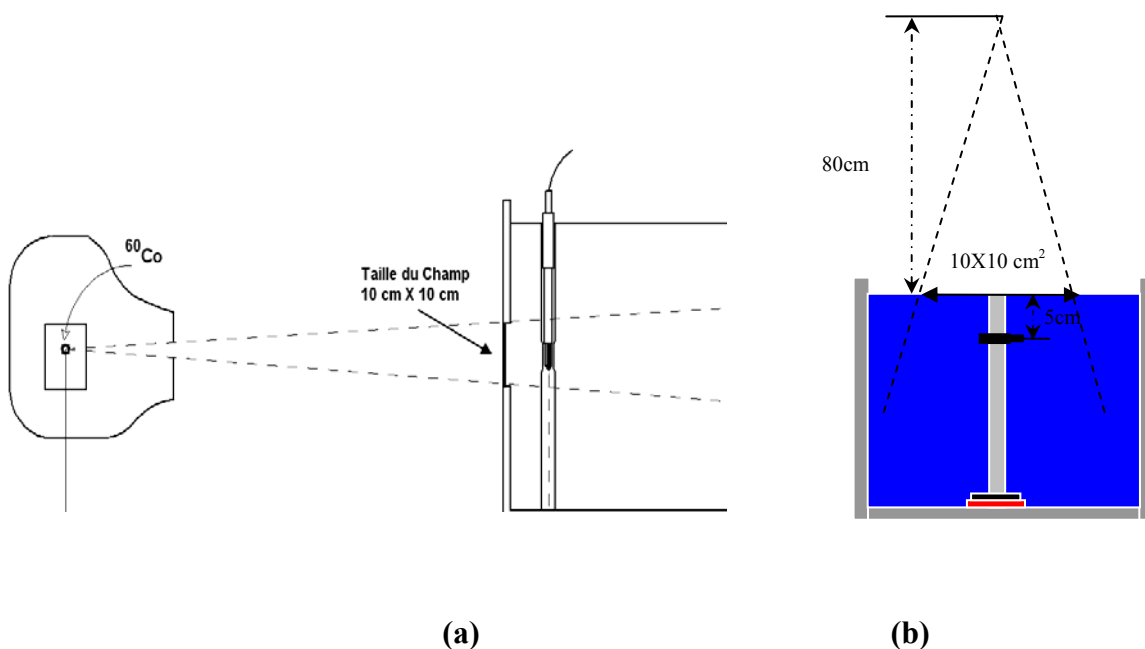 ⁶⁰Co
Taille du Champ
10 cm X 10 cm
80cm
10X10 cm²
5cm
(a)
(b)